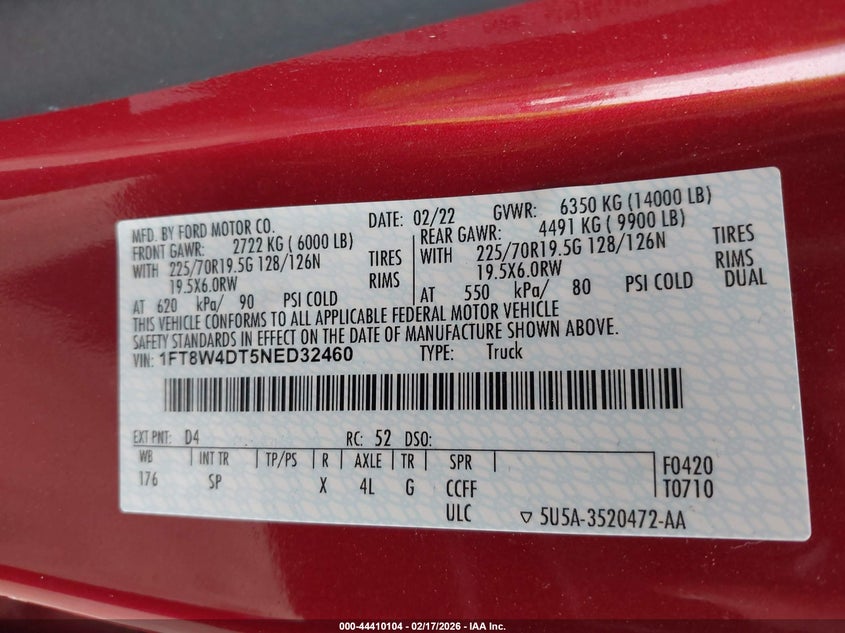 MFD. BY FORD MOTOR CO. DATE: 02/22 GVWR: 6350 KG (14000 LB)
FRONT GAWR: 2722 KG ( 6000 LB) REAR GAWR: 4491 KG ( 9900 LB)
WITH 225/70R19.5G 128/126N TIRES WITH 225/70R19.5G 128/126N TIRES
19.5X6.0RW RIMS 19.5X6.0RW RIMS
AT 620 kPa/ 90 PSI COLD AT 550 kPa/ 80 PSI COLD DUAL
THIS VEHICLE CONFORMS TO ALL APPLICABLE FEDERAL MOTOR VEHICLE
SAFETY STANDARDS IN EFFECT ON THE DATE OF MANUFACTURE SHOWN ABOVE.
VIN: 1FT8W4DT5NED32460 TYPE: Truck
EXT PNT: D4 RC: 52 DSO:
WB INT TR TP/PS R AXLE TR SPR F0420
176 SP X 4L G CCFF T0710
ULC ▽ 5U5A-3520472-AA
000-44410104 - 02/17/2026 - IAA Inc.